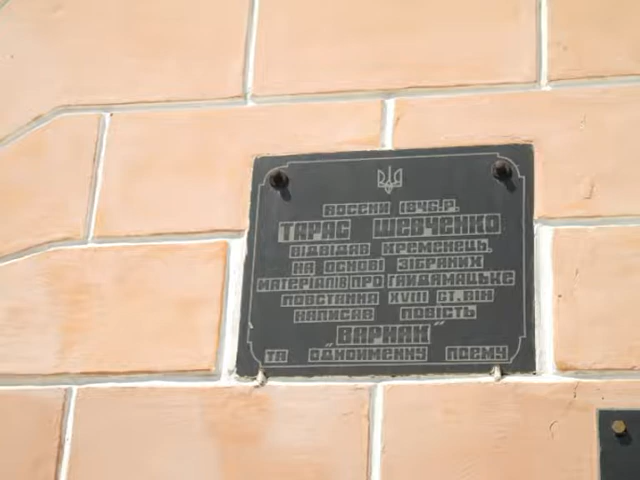 ВОСЕНИ 1846 Р.
ТАРАС ШЕВЧЕНКО
ВІДВІДАВ КРЕМЕНЕЦЬ.
НА ОСНОВІ ЗІБРАНИХ
МАТЕРІАЛІВ ПРО ГАЙДАМАЦЬКЕ
ПОВСТАННЯ XVIII СТ. ВІН
НАПИСАВ ПОВІСТЬ
„ВАРНАК"
ТА ОДНОЙМЕННУ ПОЕМУ